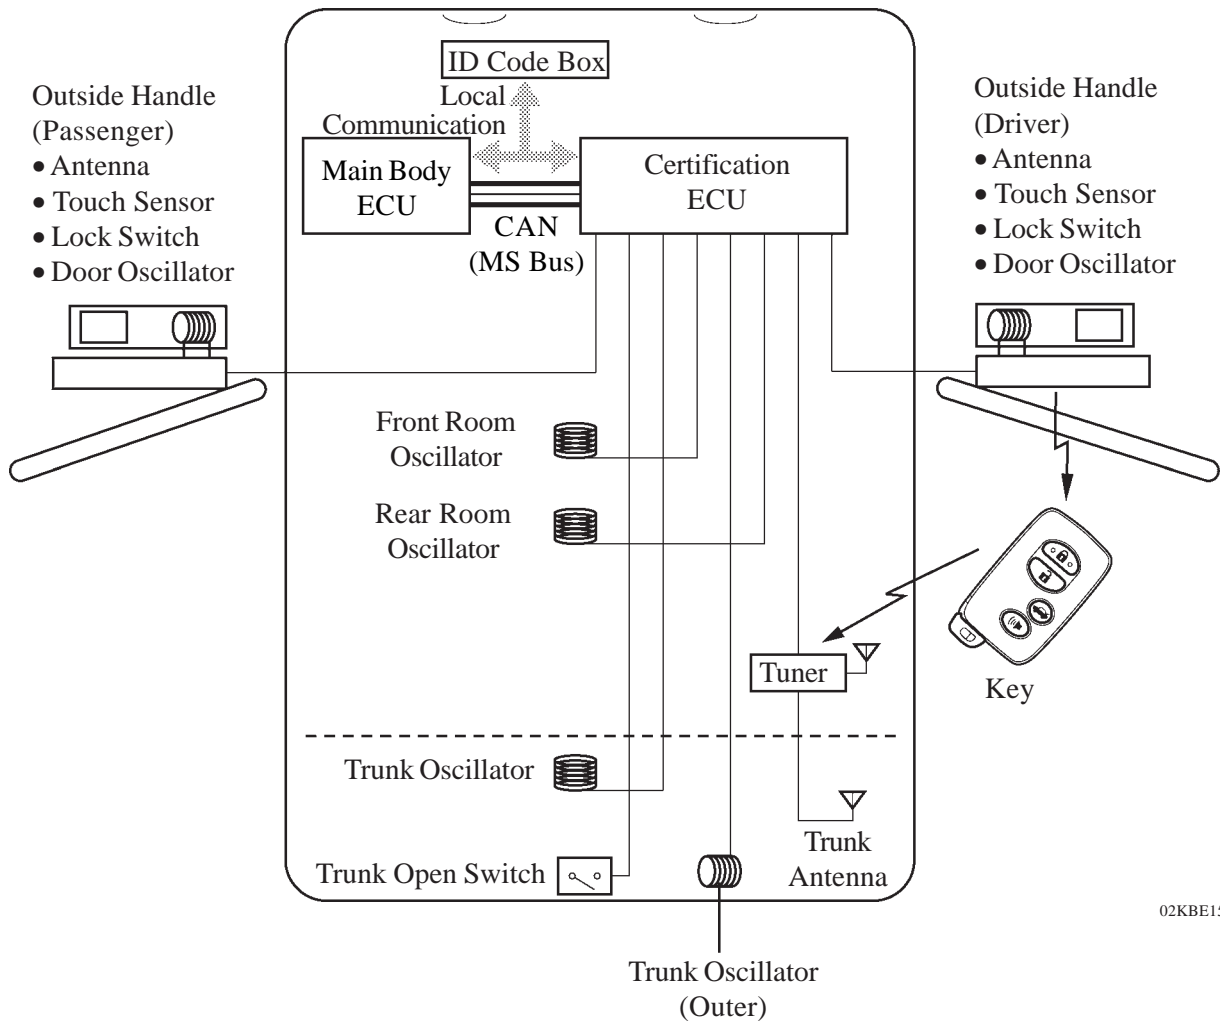 ID Code Box
Local
Communication
Outside Handle
(Passenger)
• Antenna
• Touch Sensor
• Lock Switch
• Door Oscillator
Main Body
ECU
Certification
ECU
CAN
(MS Bus)
Outside Handle
(Driver)
• Antenna
• Touch Sensor
• Lock Switch
• Door Oscillator
Front Room
Oscillator
Rear Room
Oscillator
Tuner
Key
Trunk Oscillator
Trunk
Antenna
Trunk Open Switch
02KBE15
Trunk Oscillator
(Outer)